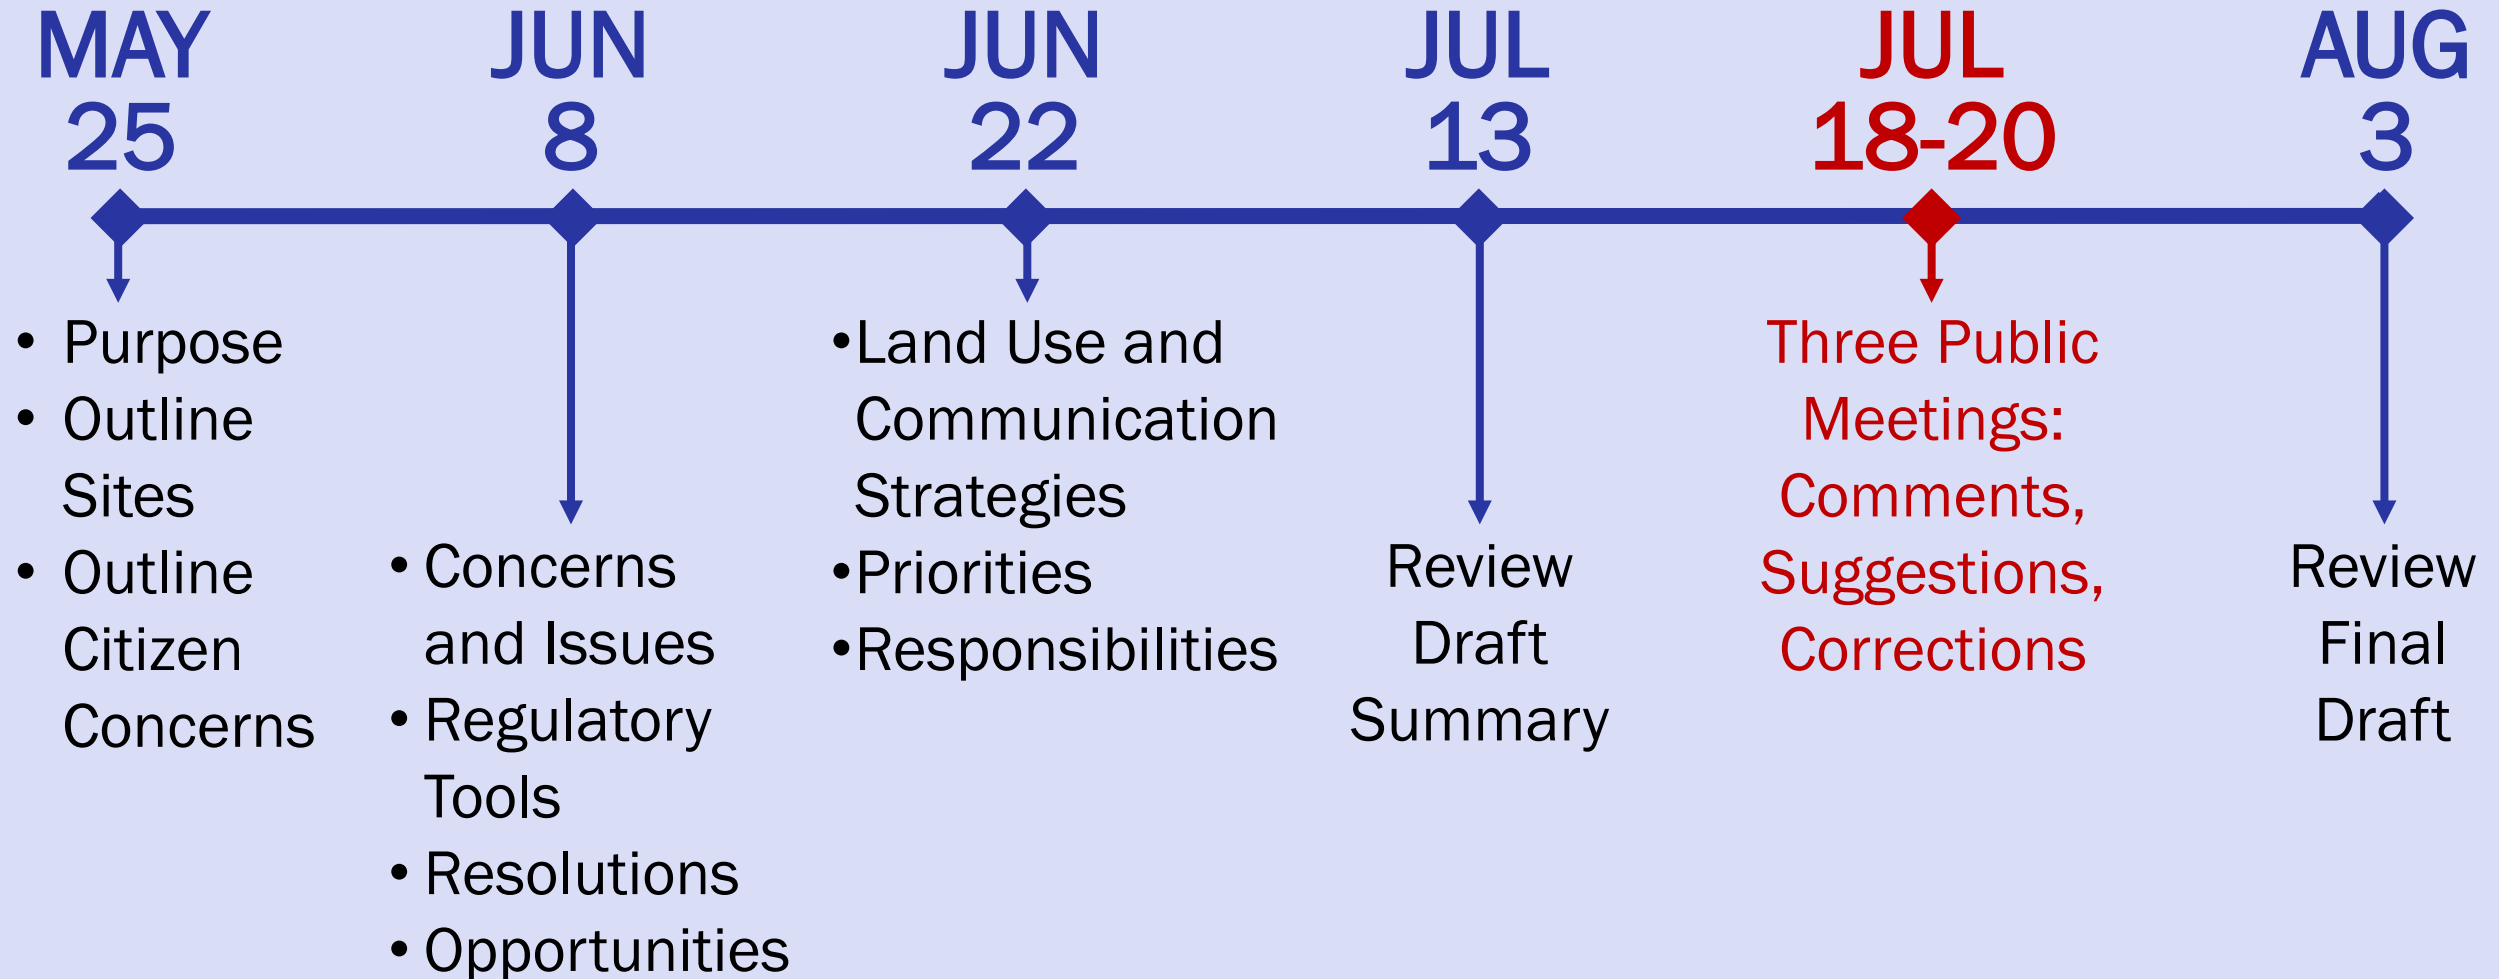 MAY
25
JUN
8
JUN
22
JUL
13
JUL
18-20
AUG
3
• Purpose
• Outline
Sites
• Outline
Citizen
Concerns
• Concerns
and Issues
• Regulatory
Tools
• Resolutions
• Opportunities
•Land Use and
Communication
Strategies
•Priorities
•Responsibilities
Review
Draft
Summary
Three Public
Meetings:
Comments,
Suggestions,
Corrections
Review
Final
Draft